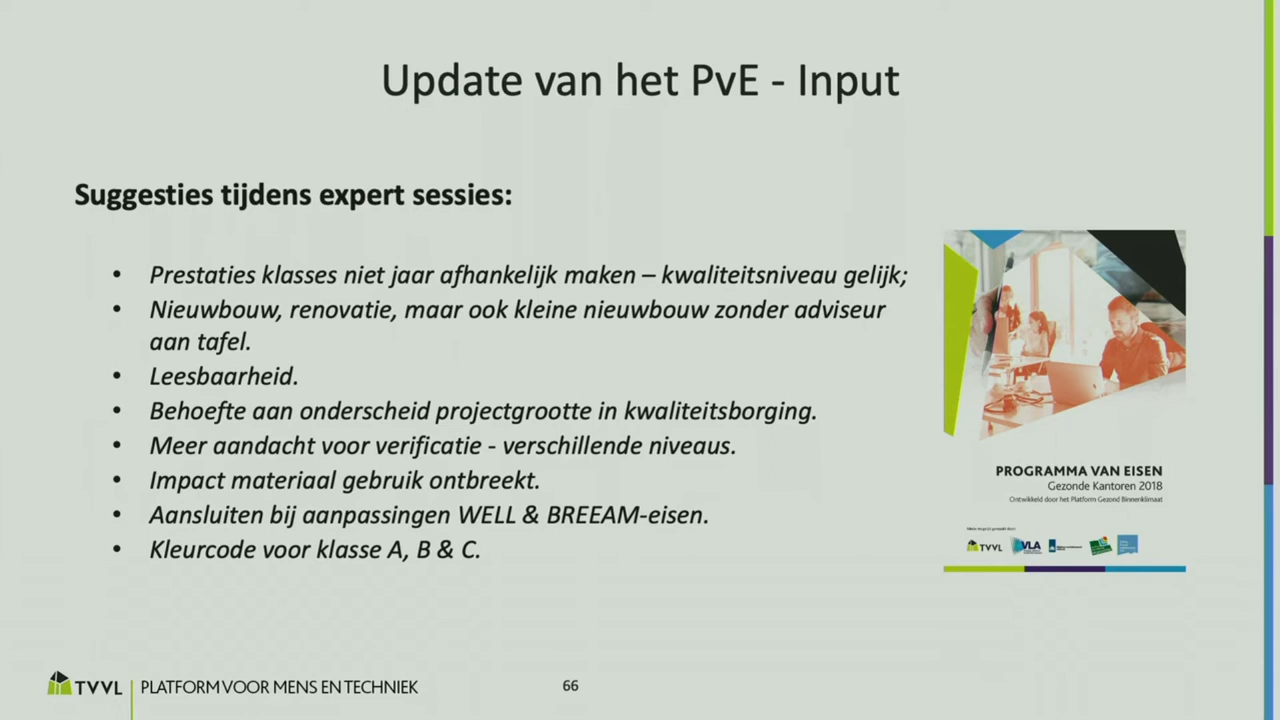 Update van het PvE - Input
Suggesties tijdens expert sessies:
• Prestaties klasses niet jaar afhankelijk maken – kwaliteitsniveau gelijk;
• Nieuwbouw, renovatie, maar ook kleine nieuwbouw zonder adviseur
aan tafel.
• Leesbaarheid.
• Behoefte aan onderscheid projectgrootte in kwaliteitsborging.
• Meer aandacht voor verificatie - verschillende niveaus.
• Impact materiaal gebruik ontbreekt.
• Aansluiten bij aanpassingen WELL & BREEAM-eisen.
• Kleurcode voor klasse A, B & C.
PROGRAMMA VAN EISEN
Gezonde Kantoren 2018
Ontwikkeld door het Platform Gezond Binnenklimaat
TVVL VLA
TVVL PLATFORM VOOR MENS EN TECHNIEK
66